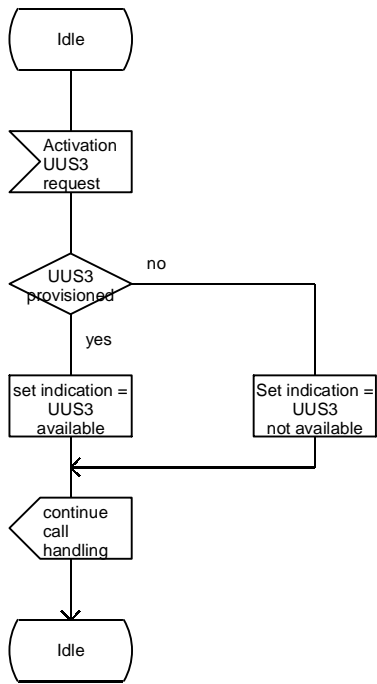 Idle
Activation
UUS3
request
no
UUS3
provisioned
yes
set indication =
UUS3
available
Set indication =
UUS3
not available
continue
call
handling
Idle